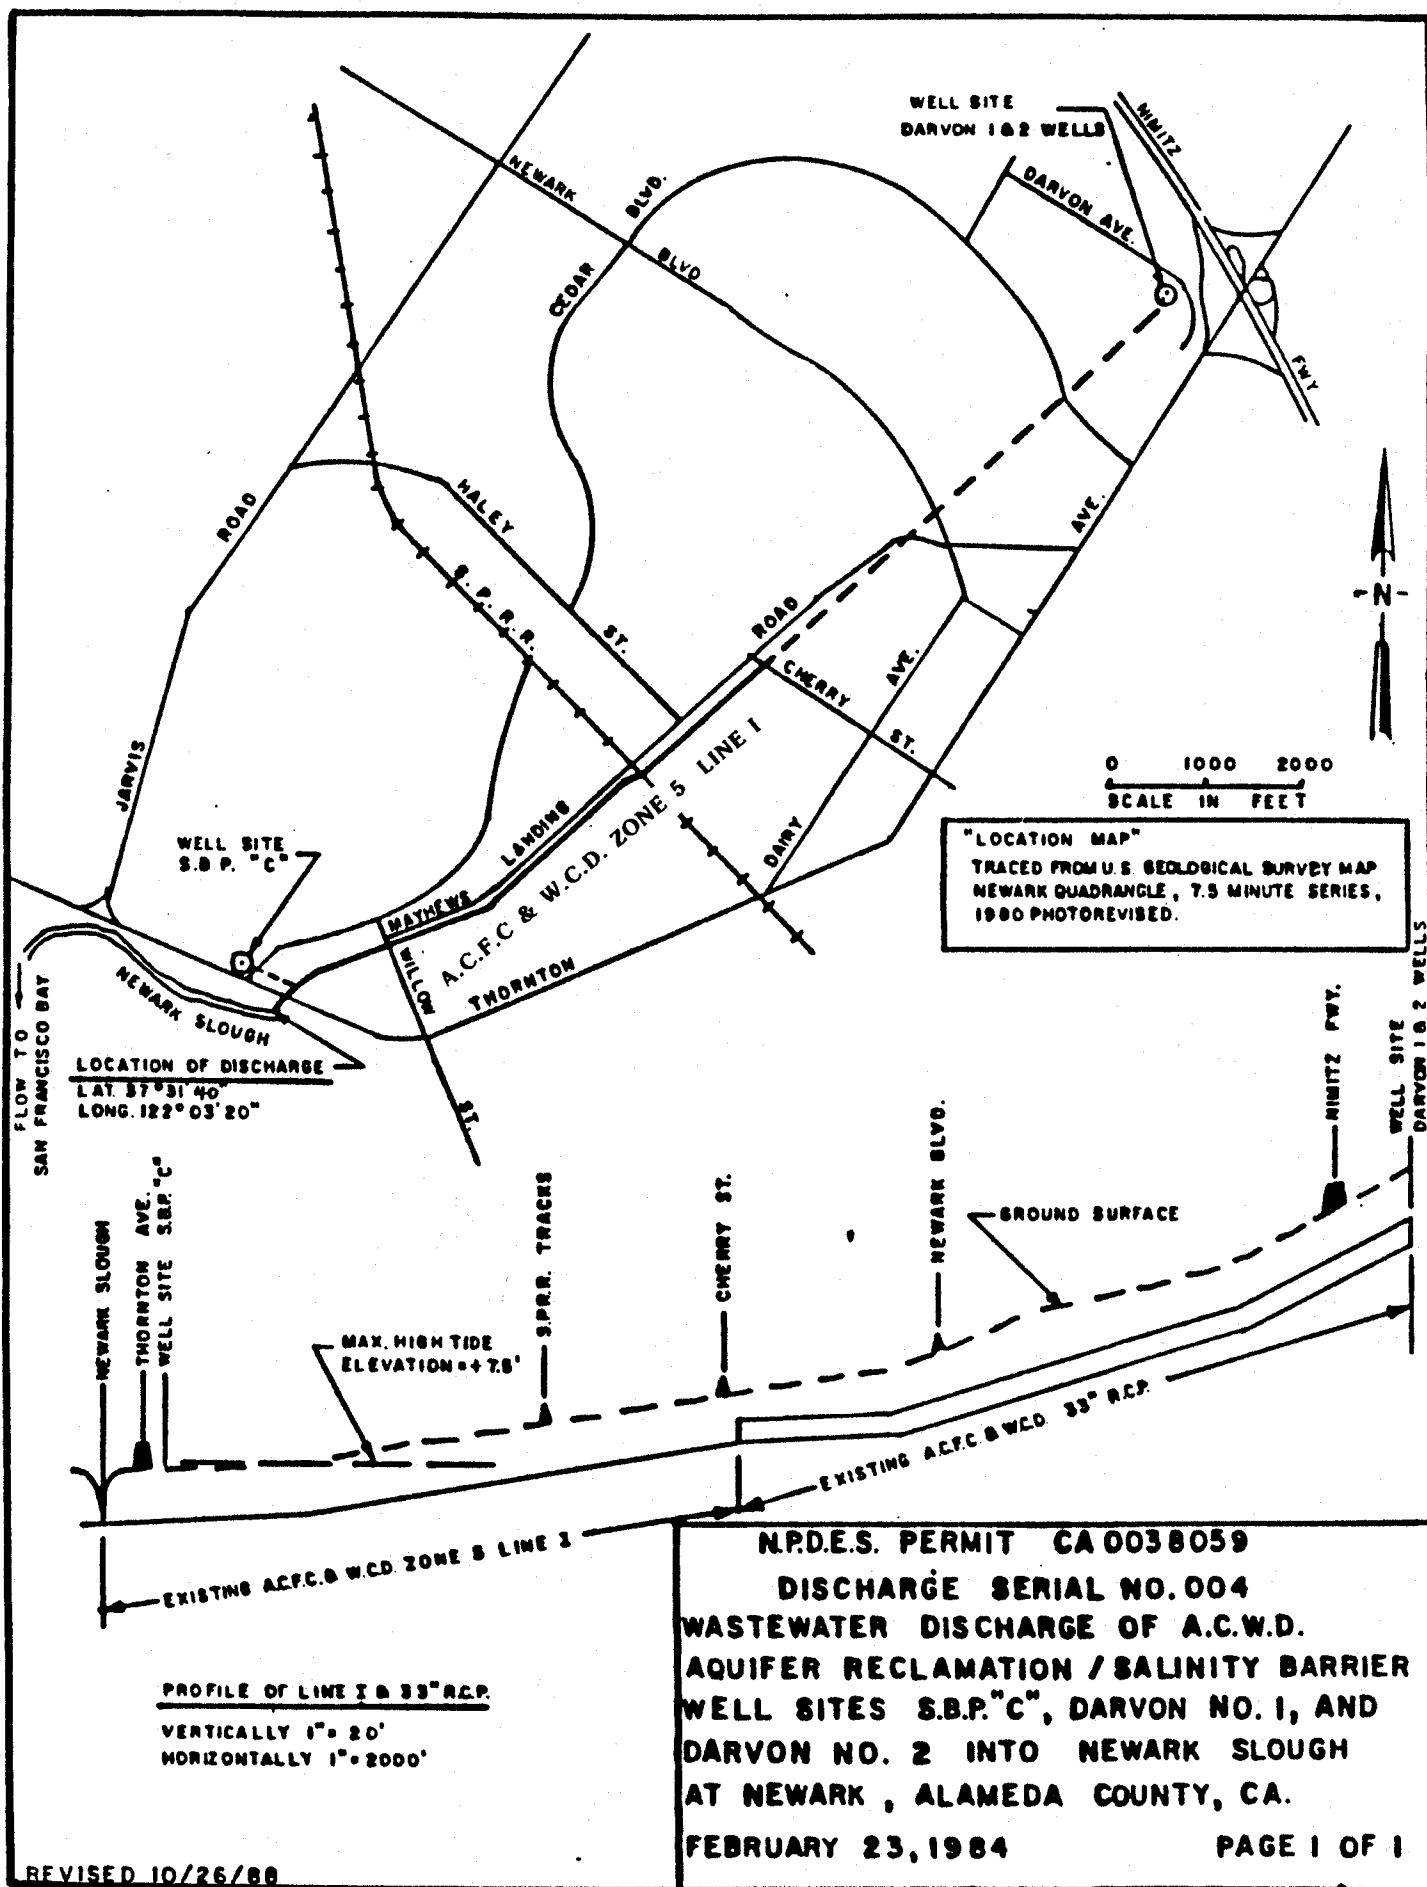 WELL SITE
DARVON 1 & 2 WELLS
NIMITZ
FWY
NEWARK
BLVD
CEDAR
BLVD.
DARVON AVE.
ROAD
JARVIS
HALEY
ST.
S. P. R. R.
ROAD
AVE.
CHERRY
ST.
AVE.
DAIRY
LANDING
MAYHEWS
A.C.F.C & W.C.D. ZONE 5 LINE I
THORNTON
WILLOW
ST.
WELL SITE
S.B P. "C"
-N-
0 1000 2000
SCALE IN FEET
"LOCATION MAP"
TRACED FROM U.S. GEOLOGICAL SURVEY MAP
NEWARK QUADRANGLE, 7.5 MINUTE SERIES,
1980 PHOTOREVISED.
NEWARK SLOUGH
FLOW TO
SAN FRANCISCO BAY
LOCATION OF DISCHARGE
LAT. 37°31'40"
LONG. 122°03'20"
NEWARK SLOUGH
THORNTON AVE.
WELL SITE S.B.P. "C"
S.P.R.R. TRACKS
CHERRY ST.
NEWARK BLVD.
NIMITZ FWY.
WELL SITE
DARVON 1 & 2 WELLS
GROUND SURFACE
MAX. HIGH TIDE
ELEVATION = + 7.5'
EXISTING A.C.F.C. & W.C.D. 33" R.C.P.
EXISTING A.C.F.C. & W.C.D. ZONE 5 LINE I
PROFILE OF LINE I & 33" R.C.P.
VERTICALLY 1" = 20'
HORIZONTALLY 1" = 2000'
N.P.D.E.S. PERMIT CA 0038059
DISCHARGE SERIAL NO. 004
WASTEWATER DISCHARGE OF A.C.W.D.
AQUIFER RECLAMATION / SALINITY BARRIER
WELL SITES S.B.P. "C", DARVON NO. 1, AND
DARVON NO. 2 INTO NEWARK SLOUGH
AT NEWARK , ALAMEDA COUNTY, CA.
FEBRUARY 23, 1984 PAGE 1 OF 1
REVISED 10/26/88